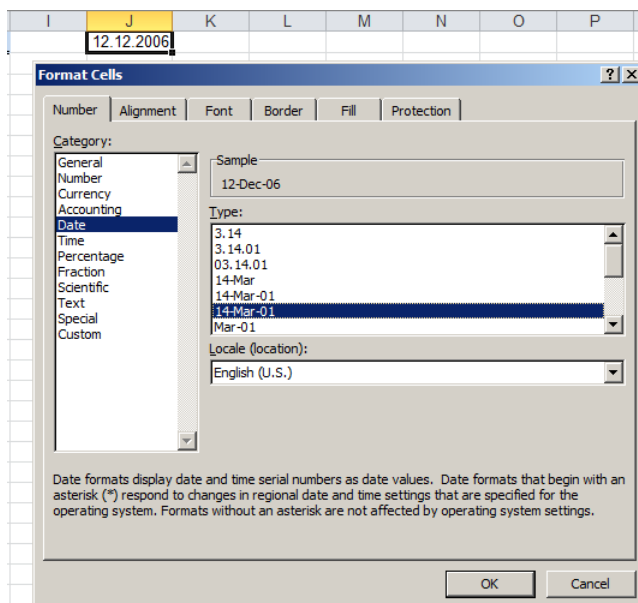 I J K L M N O P
12.12.2006
Format Cells
Number Alignment Font Border Fill Protection
Category:
General
Number
Currency
Accounting
Date
Time
Percentage
Fraction
Scientific
Text
Special
Custom
Sample
12-Dec-06
Type:
3.14
3.14.01
03.14.01
14-Mar
14-Mar-01
14-Mar-01
Mar-01
Locale (location):
English (U.S.)
Date formats display date and time serial numbers as date values.  Date formats that begin with an
asterisk (*) respond to changes in regional date and time settings that are specified for the
operating system. Formats without an asterisk are not affected by operating system settings.
OK Cancel